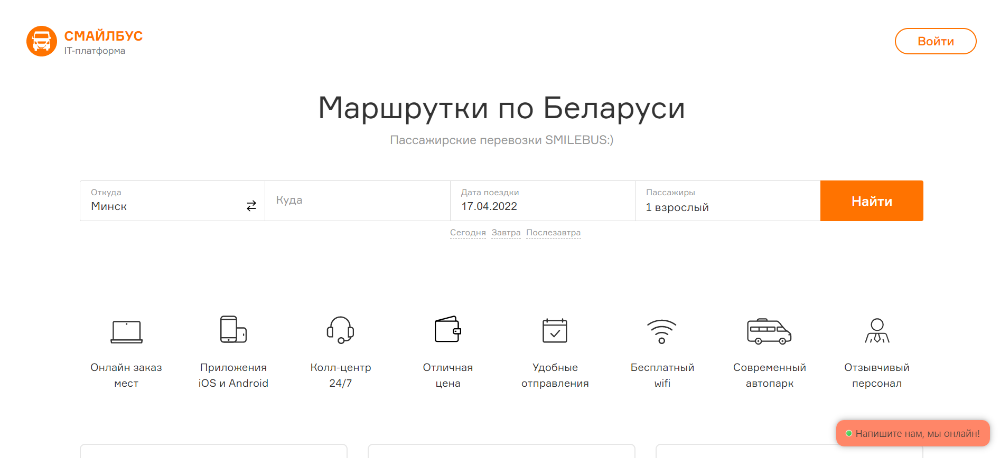 СМАЙЛБУС
IT-платформа
Войти
Маршрутки по Беларуси
Пассажирские перевозки SMILEBUS:)
Откуда
Минск
Куда
Дата поездки
17.04.2022
Пассажиры
1 взрослый
Найти
Сегодня Завтра Послезавтра
Онлайн заказ
мест
Приложения
iOS и Android
Колл-центр
24/7
Отличная
цена
Удобные
отправления
Бесплатный
wifi
Современный
автопарк
Отзывчивый
персонал
Напишите нам, мы онлайн!